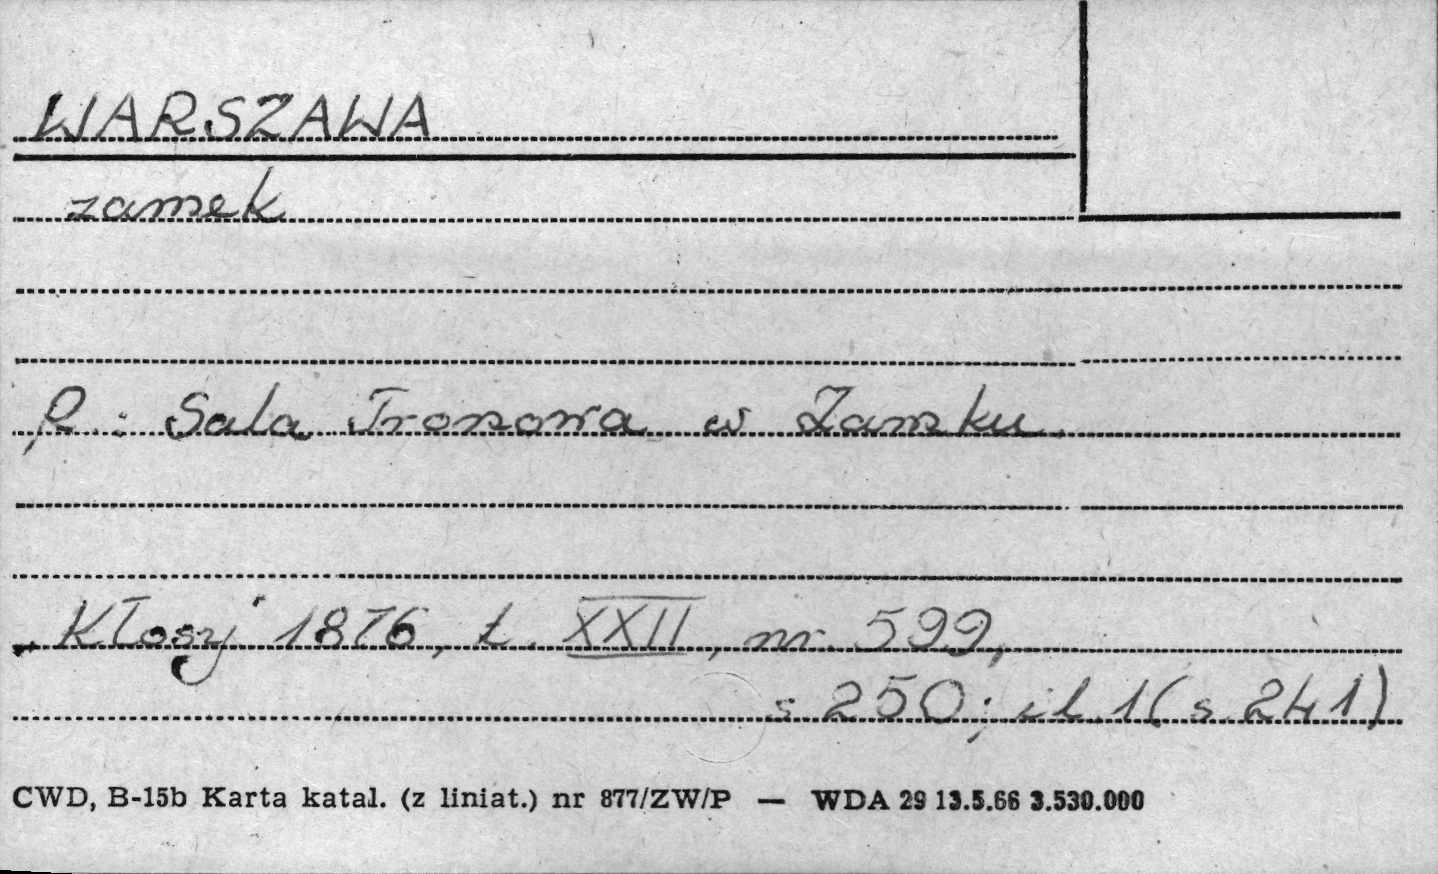 WARSZAWA
zamek
R.: Sala Tronowa w Zamku.
„Kłosy" 1876, t. XXII, nr. 599,
s 250; il. 1 (s. 241)
CWD, B-15b Karta katal. (z liniat.) nr 877/ZW/P — WDA 29 13.5.66 3.530.000